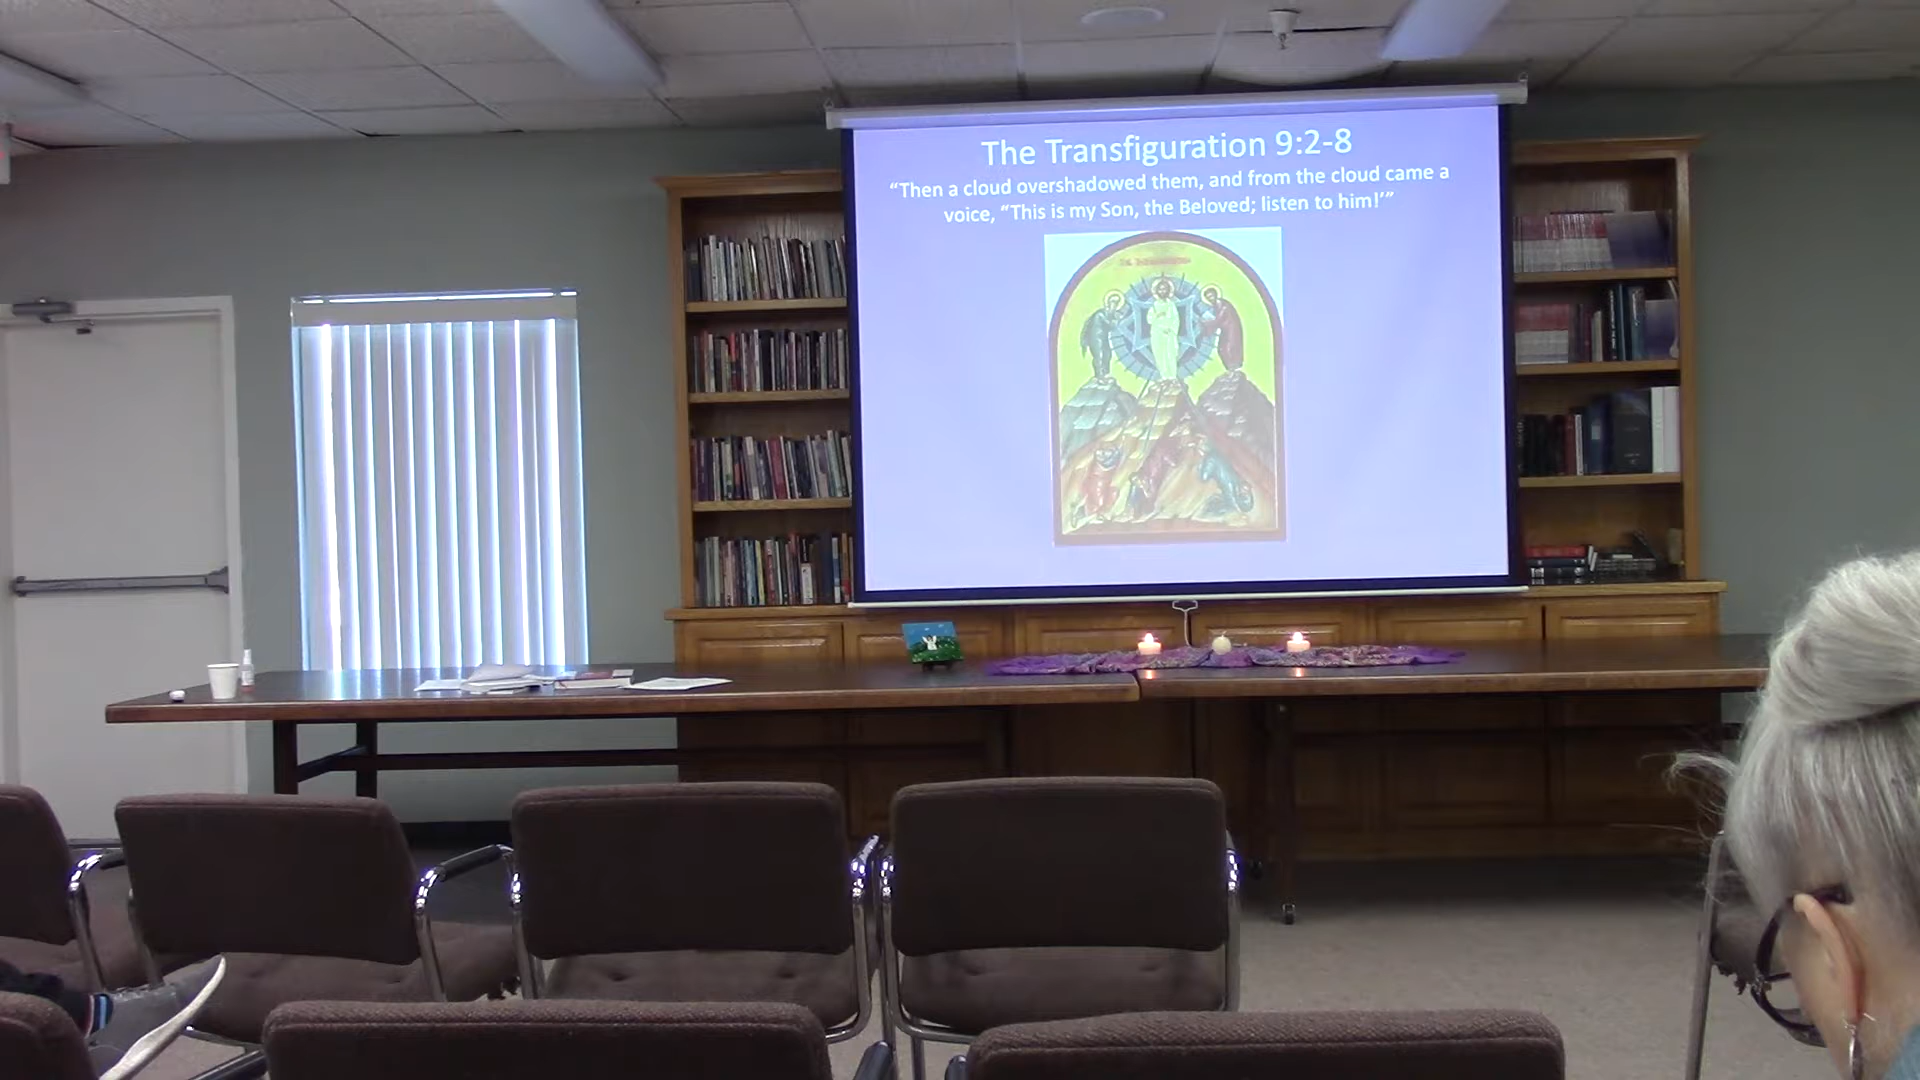 The Transfiguration 9:2-8
“Then a cloud overshadowed them, and from the cloud came a
voice, “This is my Son, the Beloved; listen to him!’”